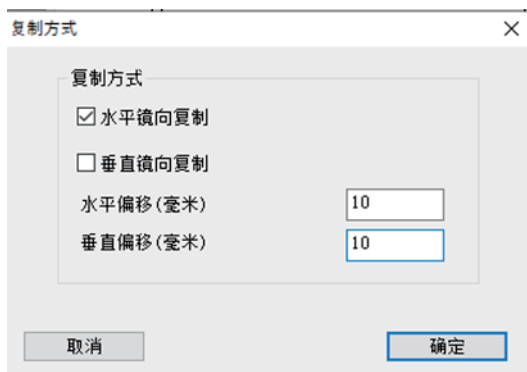 复制方式
复制方式
水平镜向复制
垂直镜向复制
水平偏移(毫米) 10
垂直偏移(毫米) 10
取消 确定